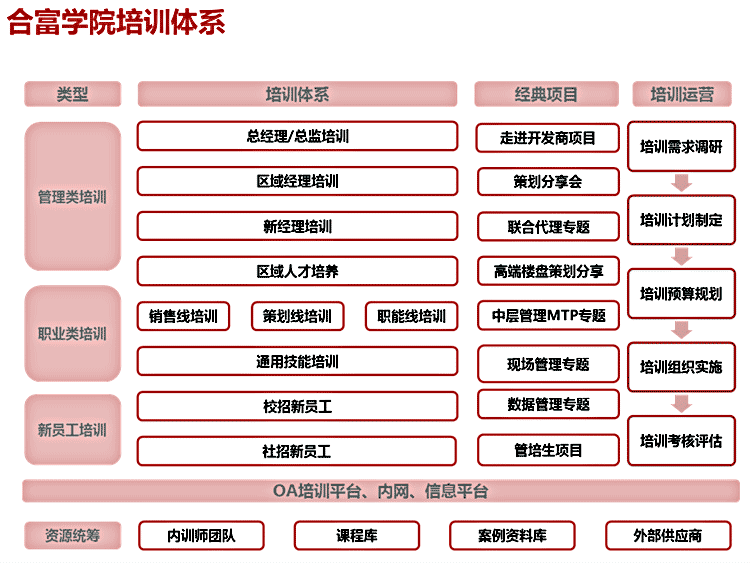 合富学院培训体系
类型
培训体系
经典项目
培训运营
管理类培训
总经理/总监培训
区域经理培训
新经理培训
区域人才培养
职业类培训
销售线培训
策划线培训
职能线培训
通用技能培训
新员工培训
校招新员工
社招新员工
走进开发商项目
策划分享会
联合代理专题
高端楼盘策划分享
中层管理MTP专题
现场管理专题
数据管理专题
管培生项目
培训需求调研
培训计划制定
培训预算规划
培训组织实施
培训考核评估
OA培训平台、内网、信息平台
资源统筹
内训师团队
课程库
案例资料库
外部供应商